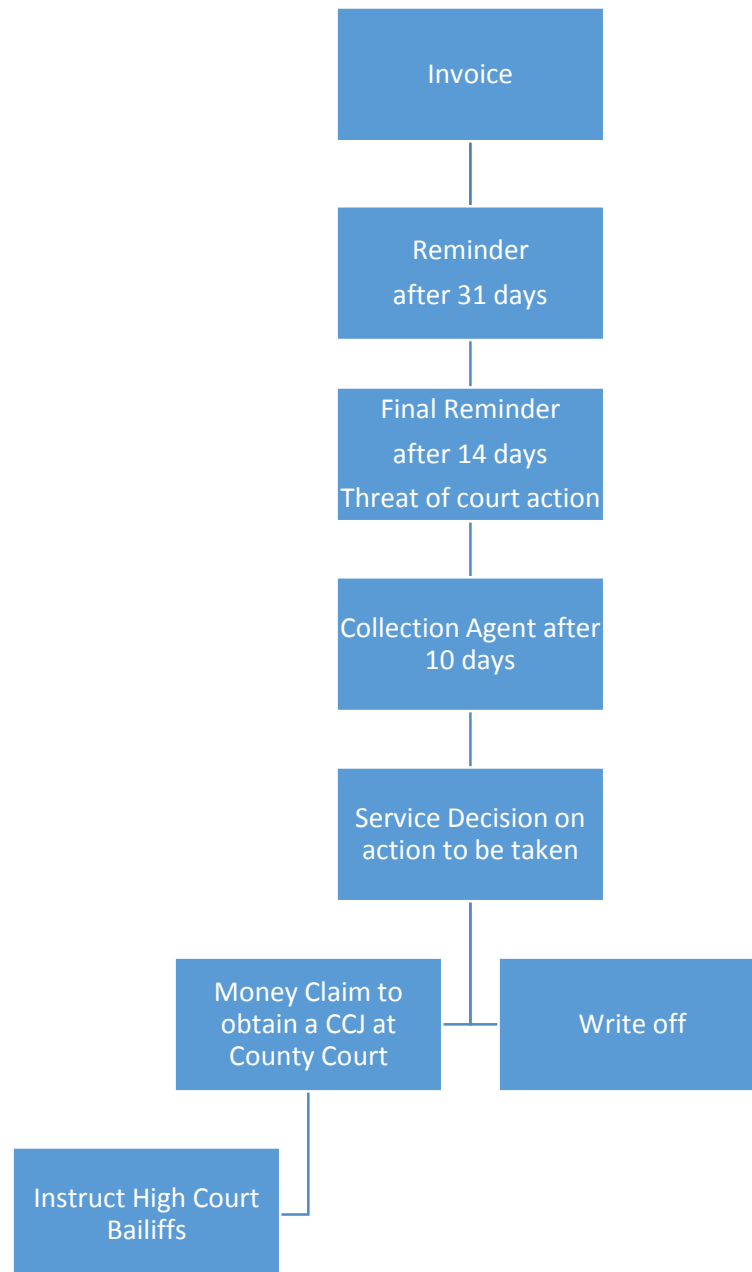 Invoice
Reminder
after 31 days
Final Reminder
after 14 days
Threat of court action
Collection Agent after
10 days
Service Decision on
action to be taken
Money Claim to
obtain a CCJ at
County Court
Write off
Instruct High Court
Bailiffs